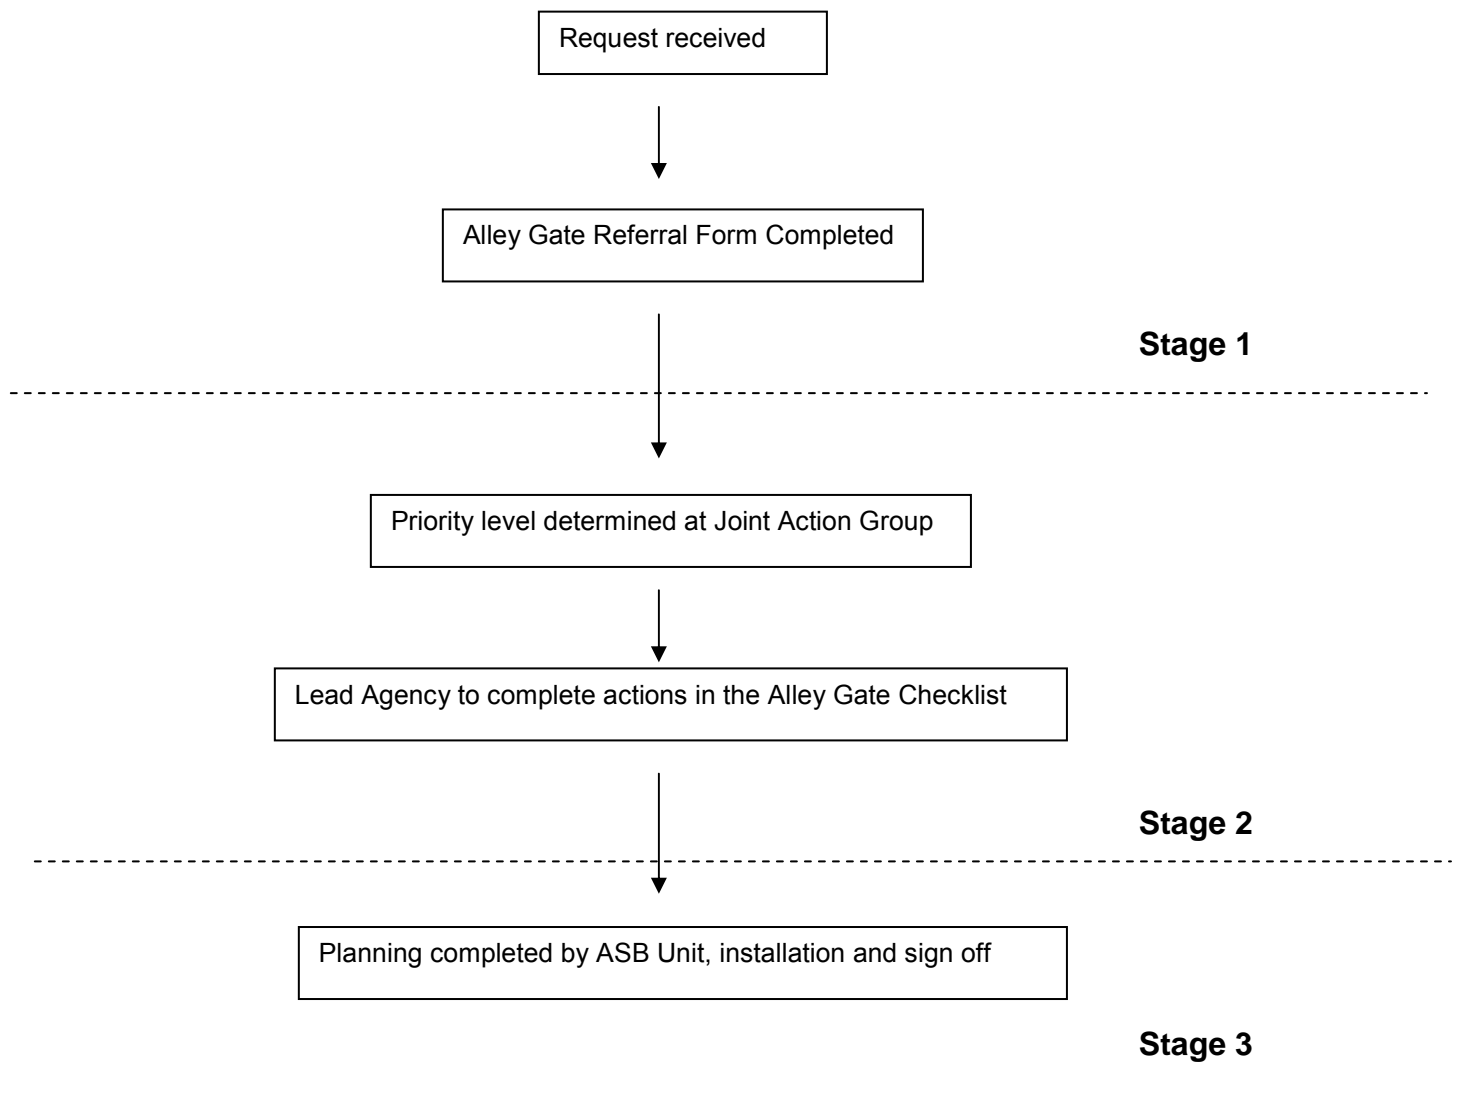 Request received
Alley Gate Referral Form Completed
Stage 1
Priority level determined at Joint Action Group
Lead Agency to complete actions in the Alley Gate Checklist
Stage 2
Planning completed by ASB Unit, installation and sign off
Stage 3